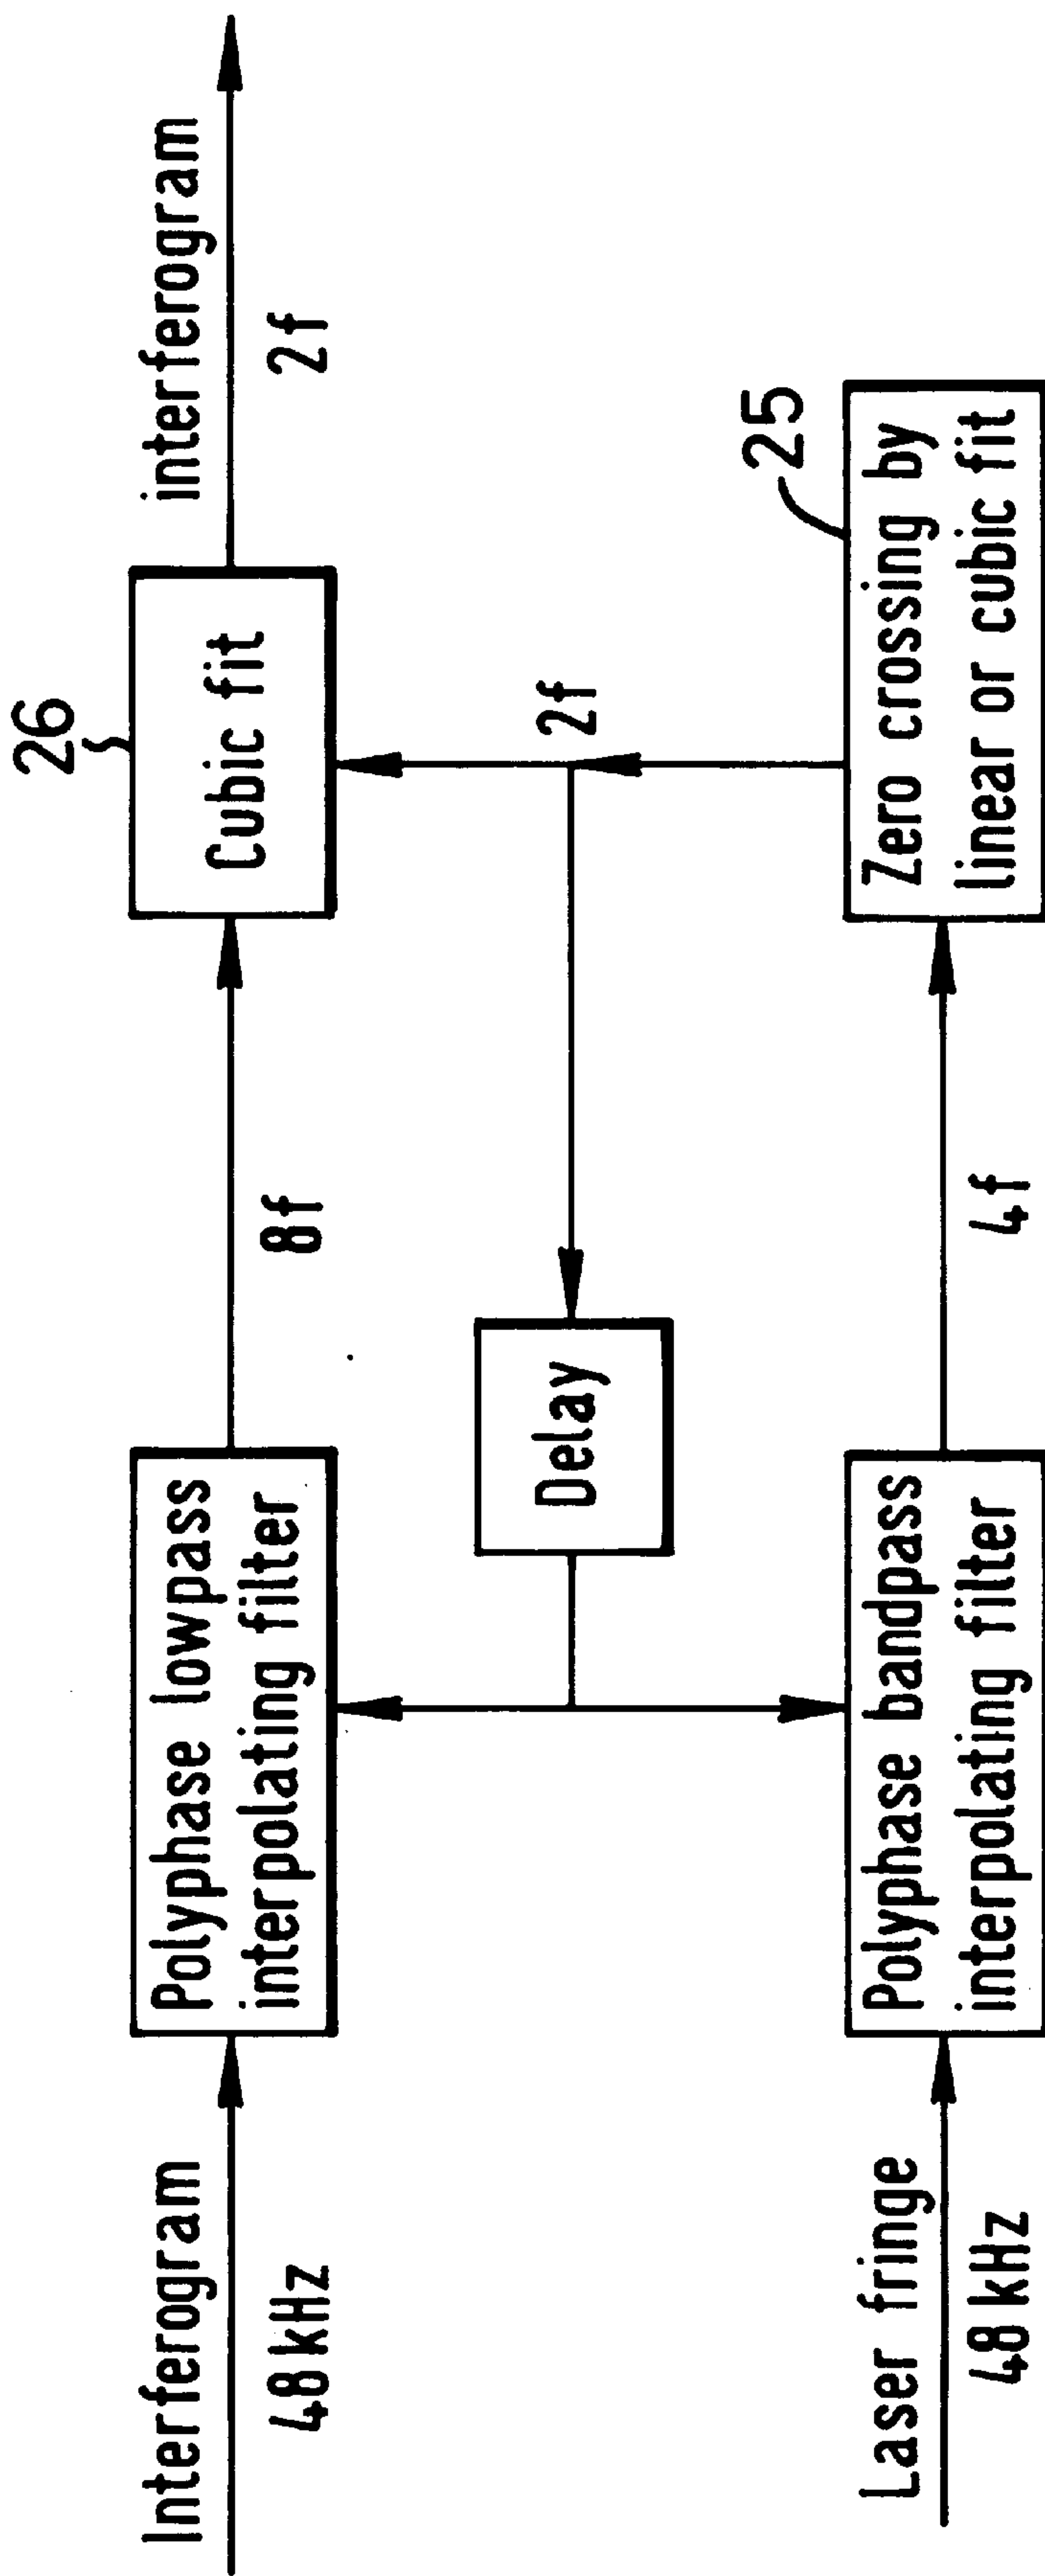 Interferogram
48 kHz
Polyphase lowpass
interpolating filter
8f
26
Cubic fit
interferogram
2f
Delay
2f
Laser fringe
48 kHz
Polyphase bandpass
interpolating filter
4f
25
Zero crossing by
linear or cubic fit